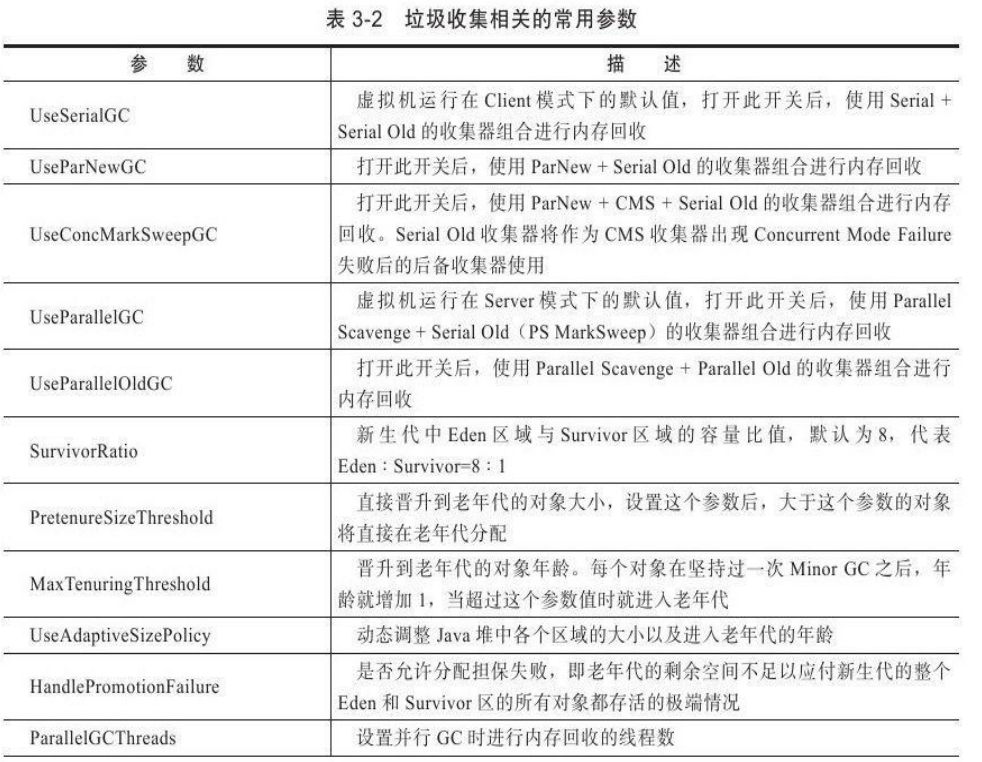 表 3-2 垃圾收集相关的常用参数
参 数 描 述
UseSerialGC
虚拟机运行在 Client 模式下的默认值，打开此开关后，使用 Serial +
Serial Old 的收集器组合进行内存回收
UseParNewGC
打开此开关后，使用 ParNew + Serial Old 的收集器组合进行内存回收
UseConcMarkSweepGC
打开此开关后，使用 ParNew + CMS + Serial Old 的收集器组合进行内存
回收。Serial Old 收集器将作为 CMS 收集器出现 Concurrent Mode Failure
失败后的后备收集器使用
UseParallelGC
虚拟机运行在 Server 模式下的默认值，打开此开关后，使用 Parallel
Scavenge + Serial Old（PS MarkSweep）的收集器组合进行内存回收
UseParallelOldGC
打开此开关后，使用 Parallel Scavenge + Parallel Old 的收集器组合进行
内存回收
SurvivorRatio
新生代中 Eden 区域与 Survivor 区域的容量比值，默认为 8，代表
Eden：Survivor=8：1
PretenureSizeThreshold
直接晋升到老年代的对象大小，设置这个参数后，大于这个参数的对象
将直接在老年代分配
MaxTenuringThreshold
晋升到老年代的对象年龄。每个对象在坚持过一次 Minor GC 之后，年
龄就增加 1，当超过这个参数值时就进入老年代
UseAdaptiveSizePolicy
动态调整 Java 堆中各个区域的大小以及进入老年代的年龄
HandlePromotionFailure
是否允许分配担保失败，即老年代的剩余空间不足以应付新生代的整个
Eden 和 Survivor 区的所有对象都存活的极端情况
ParallelGCThreads
设置并行 GC 时进行内存回收的线程数